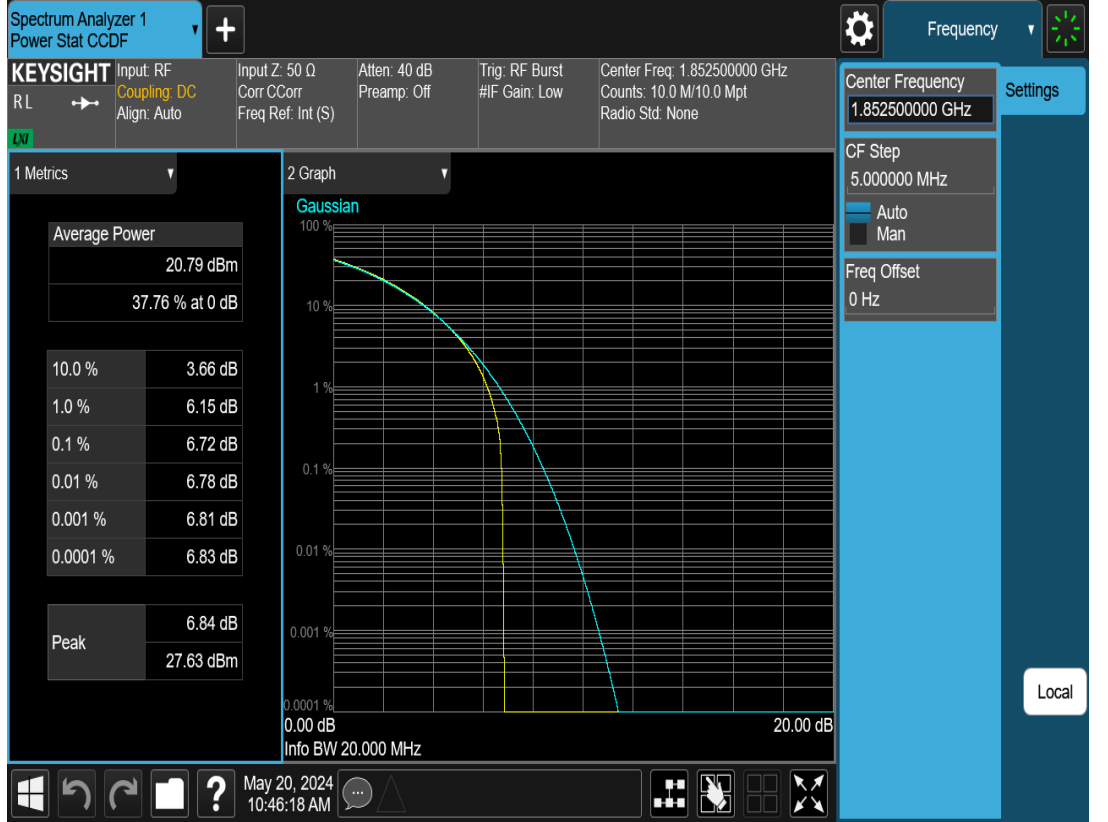 Spectrum Analyzer 1
Power Stat CCDF
+
Frequency
KEYSIGHT
RL
LXI
Input: RF
Coupling: DC
Align: Auto
Input Z: 50 Ω
Corr CCorr
Freq Ref: Int (S)
Atten: 40 dB
Preamp: Off
Trig: RF Burst
#IF Gain: Low
Center Freq: 1.852500000 GHz
Counts: 10.0 M/10.0 Mpt
Radio Std: None
Center Frequency
1.852500000 GHz
Settings
CF Step
5.000000 MHz
Auto
Man
Freq Offset
0 Hz
1 Metrics
Average Power
20.79 dBm
37.76 % at 0 dB
10.0 % 3.66 dB
1.0 % 6.15 dB
0.1 % 6.72 dB
0.01 % 6.78 dB
0.001 % 6.81 dB
0.0001 % 6.83 dB
Peak
6.84 dB
27.63 dBm
2 Graph
Gaussian
100 %
10 %
1 %
0.1 %
0.01 %
0.001 %
0.0001 %
0.00 dB 20.00 dB
Info BW 20.000 MHz
Local
?
May 20, 2024
10:46:18 AM